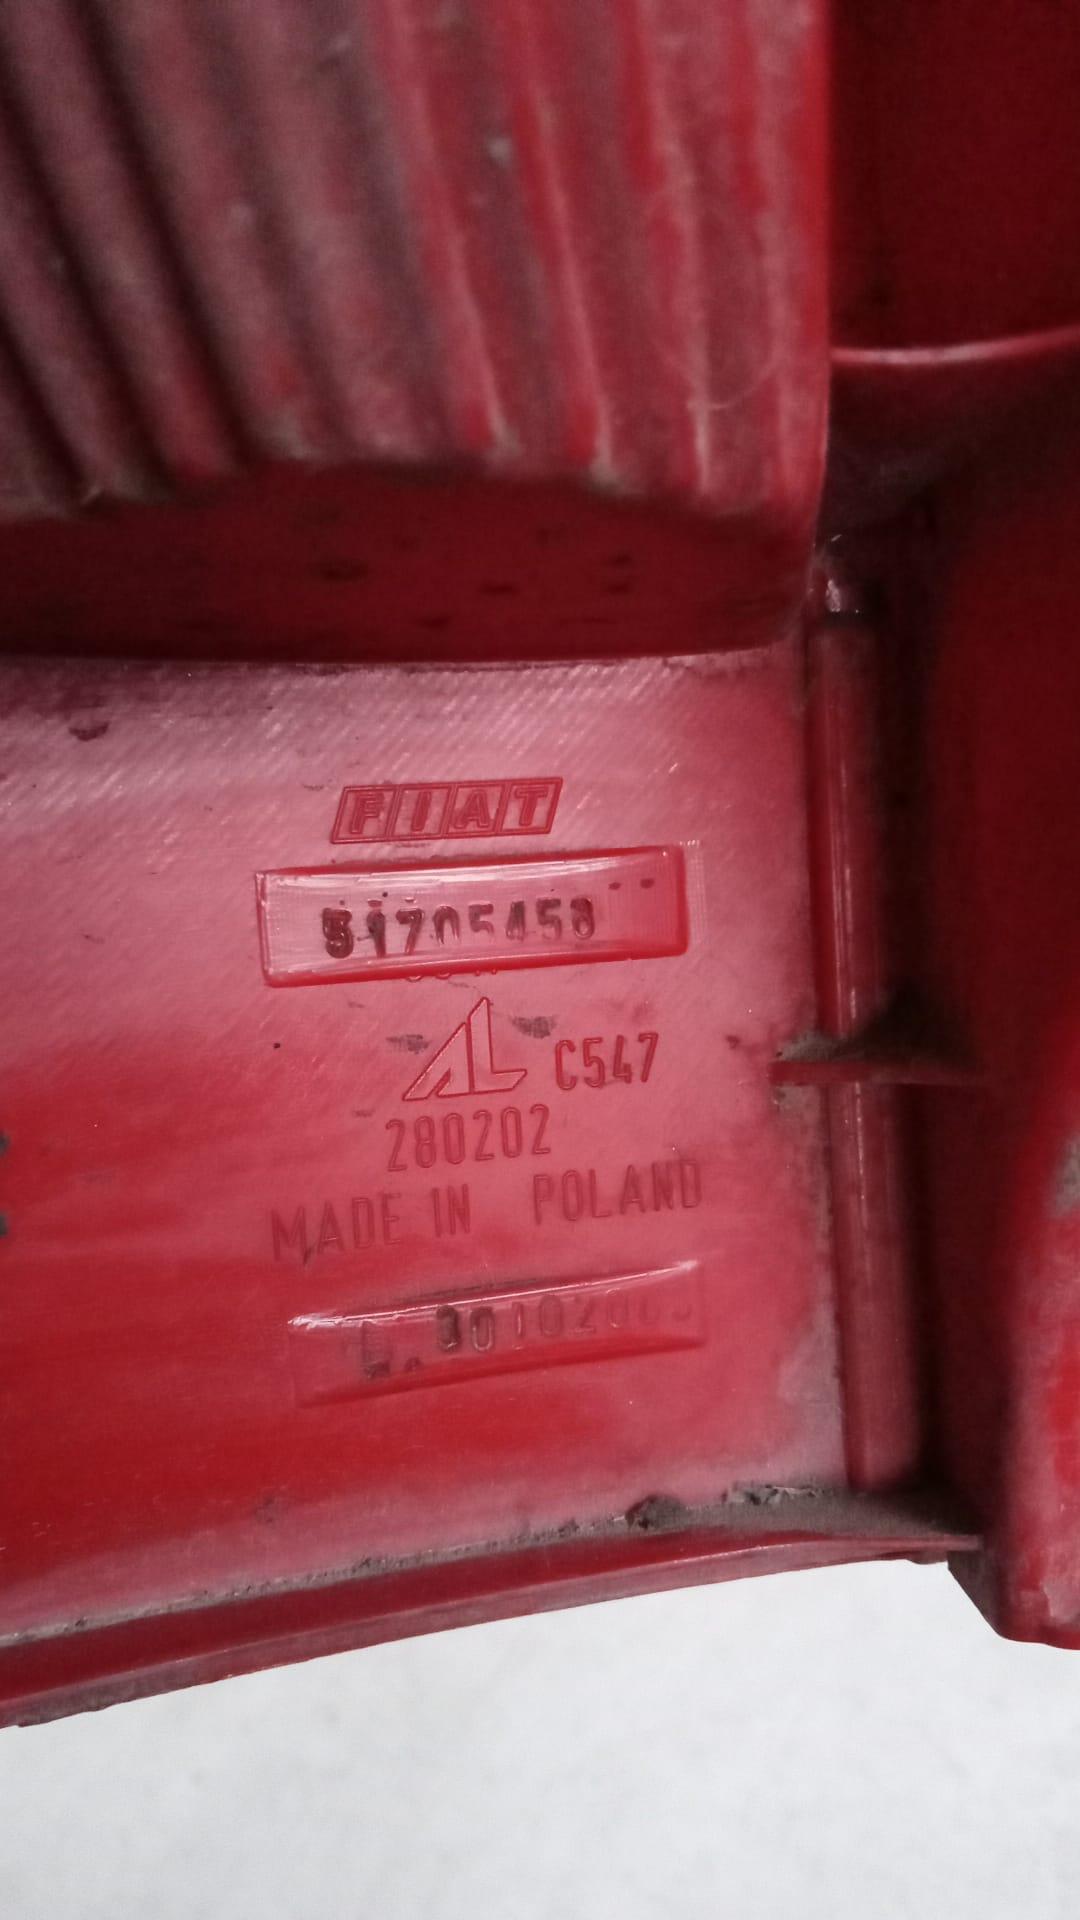 FIAT
51705458
AL C547
280202
MADE IN POLAND